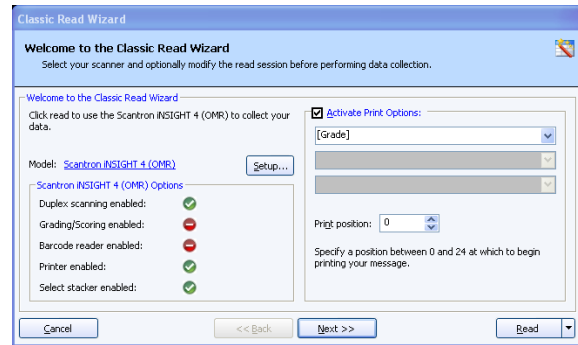 Classic Read Wizard
Welcome to the Classic Read Wizard
Select your scanner and optionally modify the read session before performing data collection.
Welcome to the Classic Read Wizard
Click read to use the Scantron iNSIGHT 4 (OMR) to collect your
data.
Model: Scantron iNSIGHT 4 (OMR)
Setup...
Scantron iNSIGHT 4 (OMR) Options
Duplex scanning enabled:
Grading/Scoring enabled:
Barcode reader enabled:
Printer enabled:
Select stacker enabled:
Activate Print Options:
[Grade]
Print position: 0
Specify a position between 0 and 24 at which to begin
printing your message.
Cancel
<< Back
Next >>
Read